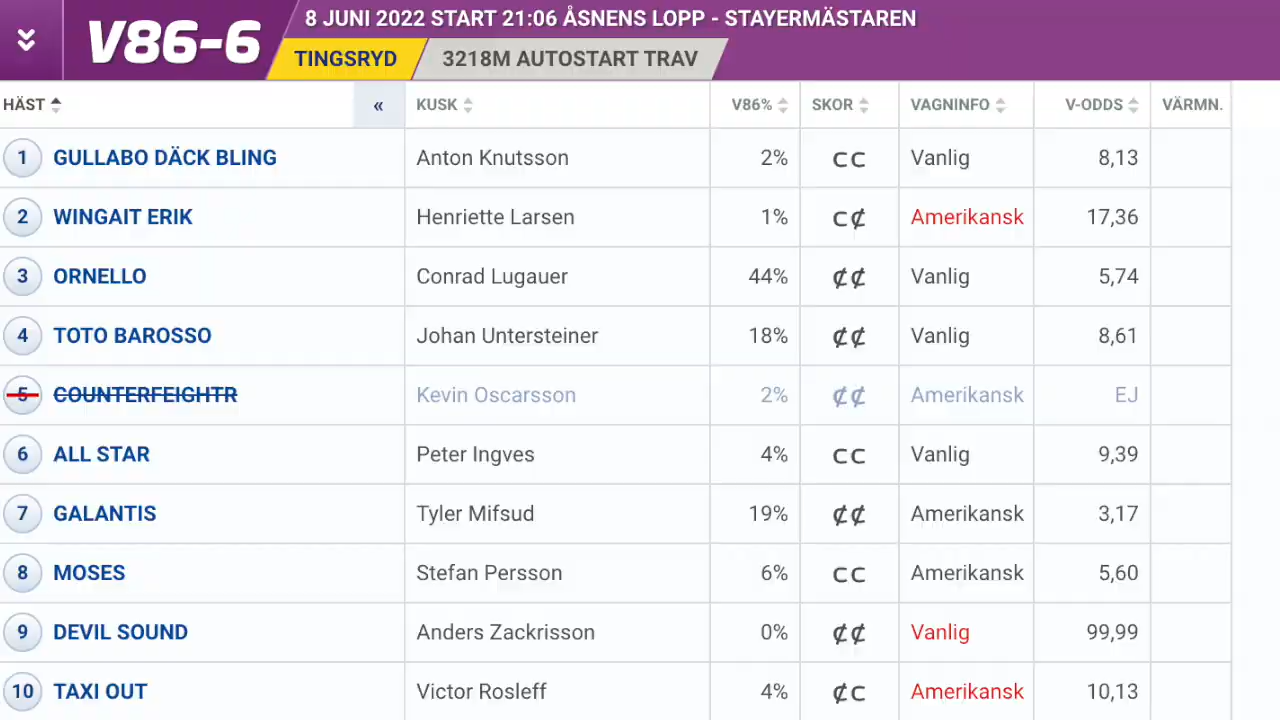 V86-6
8 JUNI 2022 START 21:06 ÅSNENS LOPP - STAYERMÄSTAREN
TINGSRYD 3218M AUTOSTART TRAV
HÄST « KUSK V86% SKOR VAGNINFO V-ODDS VÄRMN.
1 GULLABO DÄCK BLING Anton Knutsson 2% C C Vanlig 8,13
2 WINGAIT ERIK Henriette Larsen 1% C ₵ Amerikansk 17,36
3 ORNELLO Conrad Lugauer 44% ₵ ₵ Vanlig 5,74
4 TOTO BAROSSO Johan Untersteiner 18% ₵ ₵ Vanlig 8,61
5 COUNTERFEIGHTR Kevin Oscarsson 2% ₵ ₵ Amerikansk EJ
6 ALL STAR Peter Ingves 4% C C Vanlig 9,39
7 GALANTIS Tyler Mifsud 19% ₵ ₵ Amerikansk 3,17
8 MOSES Stefan Persson 6% C C Amerikansk 5,60
9 DEVIL SOUND Anders Zackrisson 0% ₵ ₵ Vanlig 99,99
10 TAXI OUT Victor Rosleff 4% ₵ C Amerikansk 10,13